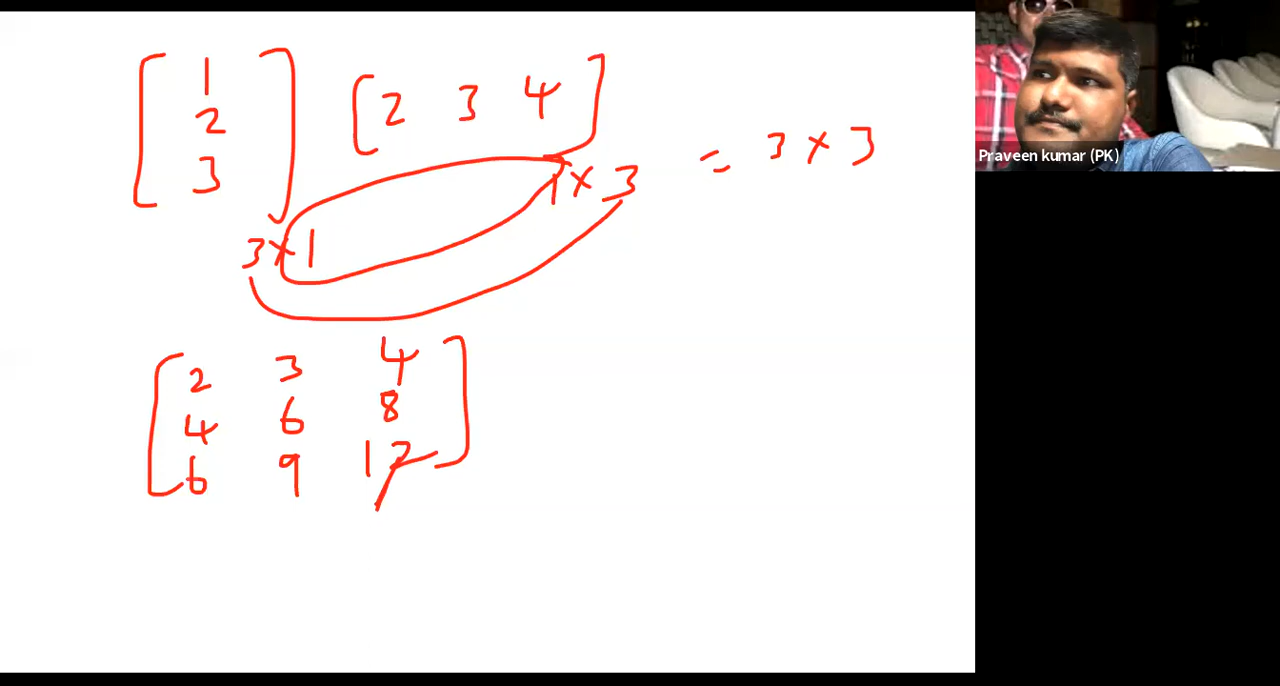 [ 1 ] [ 2 3 4 ]
2
3
3 x 1
1 x 3 = 3 x 3
[ 2 3 4 ]
4 6 8
6 9 12
Praveen kumar (PK)